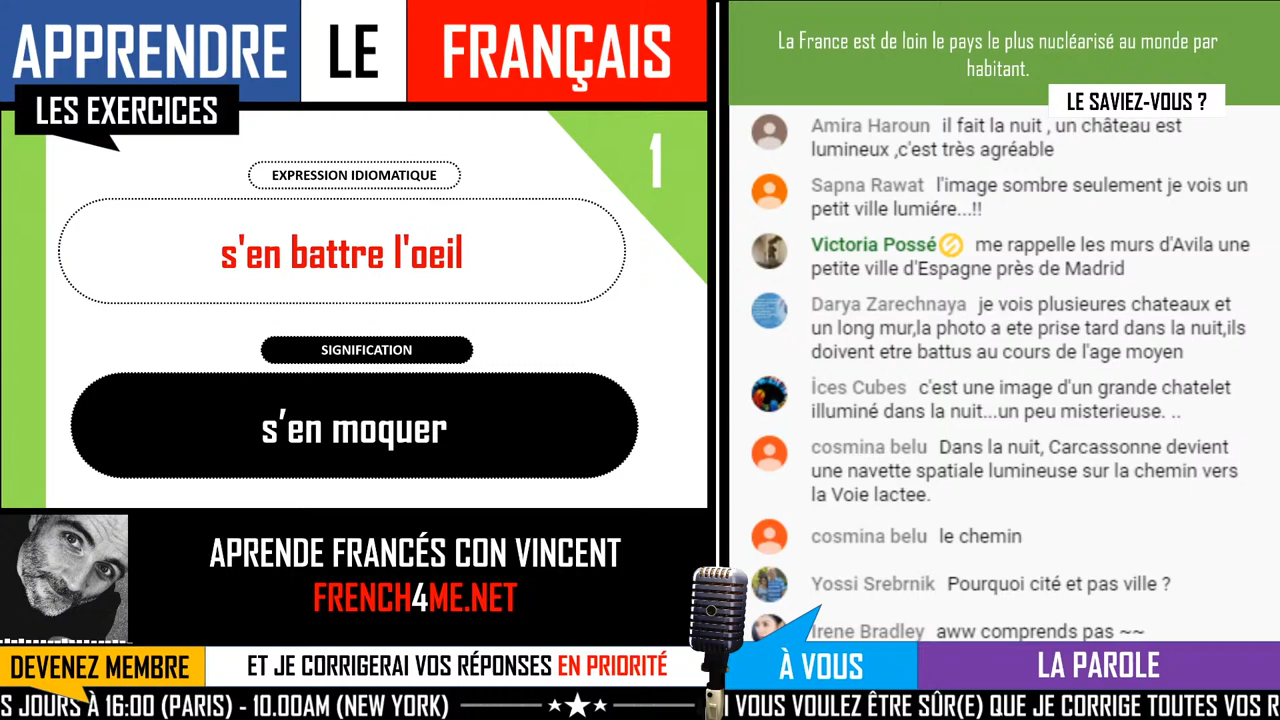 APPRENDRE LE FRANÇAIS
LES EXERCICES
1
EXPRESSION IDIOMATIQUE
s'en battre l'oeil
SIGNIFICATION
s’en moquer
APRENDE FRANCÉS CON VINCENT
FRENCH4ME.NET
DEVENEZ MEMBRE
ET JE CORRIGERAI VOS RÉPONSES EN PRIORITÉ
La France est de loin le pays le plus nucléarisé au monde par
habitant.
LE SAVIEZ-VOUS ?
Amira Haroun il fait la nuit , un château est
lumineux ,c'est très agréable
Sapna Rawat l'image sombre seulement je vois un
petit ville lumiére...!!
Victoria Possé me rappelle les murs d'Avila une
petite ville d'Espagne près de Madrid
Darya Zarechnaya je vois plusieures chateaux et
un long mur,la photo a ete prise tard dans la nuit,ils
doivent etre battus au cours de l'age moyen
İces Cubes c'est une image d'un grande chatelet
illuminé dans la nuit...un peu misterieuse. ..
cosmina belu Dans la nuit, Carcassonne devient
une navette spatiale lumineuse sur la chemin vers
la Voie lactee.
cosmina belu le chemin
Yossi Srebrnik Pourquoi cité et pas ville ?
Irene Bradley aww comprends pas ~~
À VOUS
LA PAROLE
S JOURS À 16:00 (PARIS) - 10.00AM (NEW YORK)
I VOUS VOULEZ ÊTRE SÛR(E) QUE JE CORRIGE TOUTES VOS R